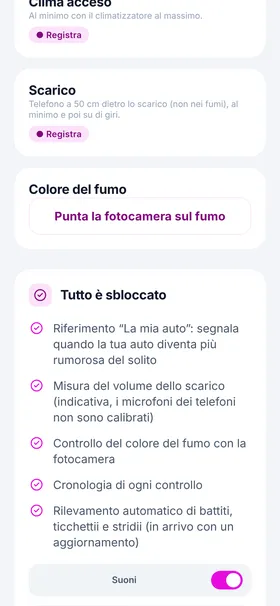 Clima acceso
Al minimo con il climatizzatore al massimo.
Registra
Scarico
Telefono a 50 cm dietro lo scarico (non nei fumi), al
minimo e poi su di giri.
Registra
Colore del fumo
Punta la fotocamera sul fumo
Tutto è sbloccato
Riferimento “La mia auto”: segnala
quando la tua auto diventa più
rumorosa del solito
Misura del volume dello scarico
(indicativa, i microfoni dei telefoni
non sono calibrati)
Controllo del colore del fumo con la
fotocamera
Cronologia di ogni controllo
Rilevamento automatico di battiti,
ticchettii e stridii (in arrivo con un
aggiornamento)
Suoni